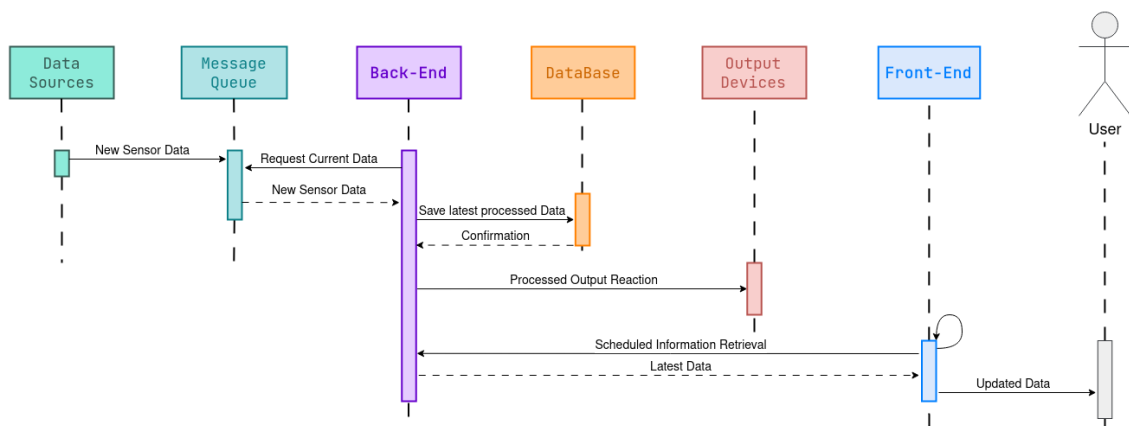 Data
Sources
Message
Queue
Back-End
DataBase
Output
Devices
Front-End
User
New Sensor Data
Request Current Data
New Sensor Data
Save latest processed Data
Confirmation
Processed Output Reaction
Scheduled Information Retrieval
Latest Data
Updated Data